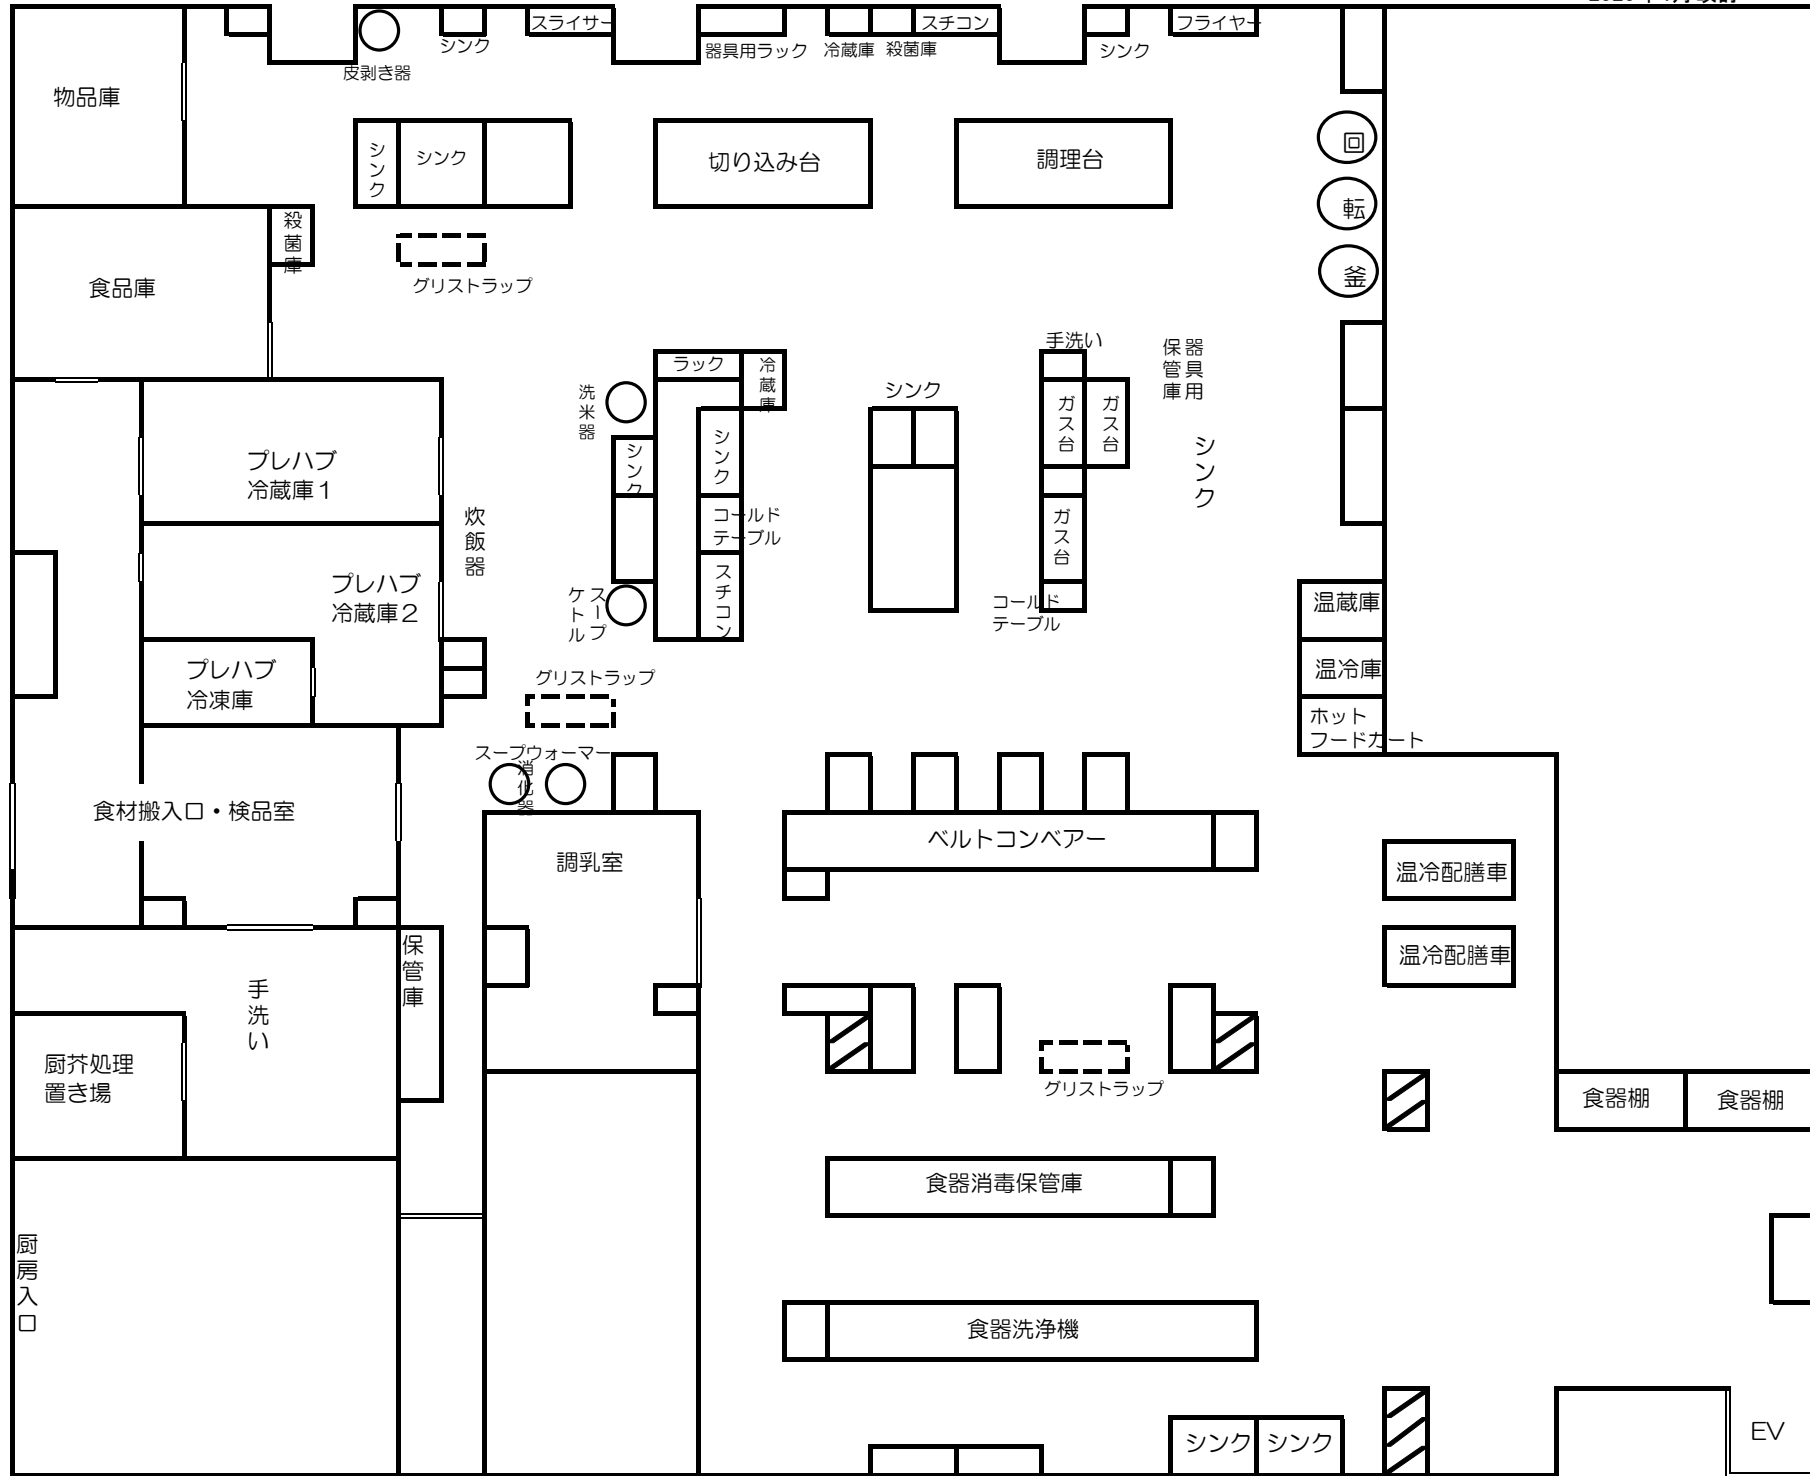 スライサー
スチコン
フライヤー
シンク
器具用ラック
冷蔵庫
殺菌庫
シンク
皮剥き器
物品庫
シンク
シンク
切り込み台
調理台
回
転
釜
殺菌庫
グリストラップ
食品庫
手洗い
器具用
保管庫
ラック
冷蔵庫
洗米器
シンク
ガス台
ガス台
シンク
シンク
シンク
プレハブ
冷蔵庫1
炊飯器
コールド
テーブル
ガス台
プレハブ
冷蔵庫2
スープ
ケトル
スチコン
コールド
テーブル
温蔵庫
プレハブ
冷凍庫
グリストラップ
温冷庫
ホット
フードカート
スープウォーマー
消化器
食材搬入口・検品室
ベルトコンベアー
調乳室
温冷配膳車
温冷配膳車
保管庫
手洗い
厨芥処理
置き場
グリストラップ
食器棚
食器棚
食器消毒保管庫
厨房入口
食器洗浄機
シンク
シンク
EV